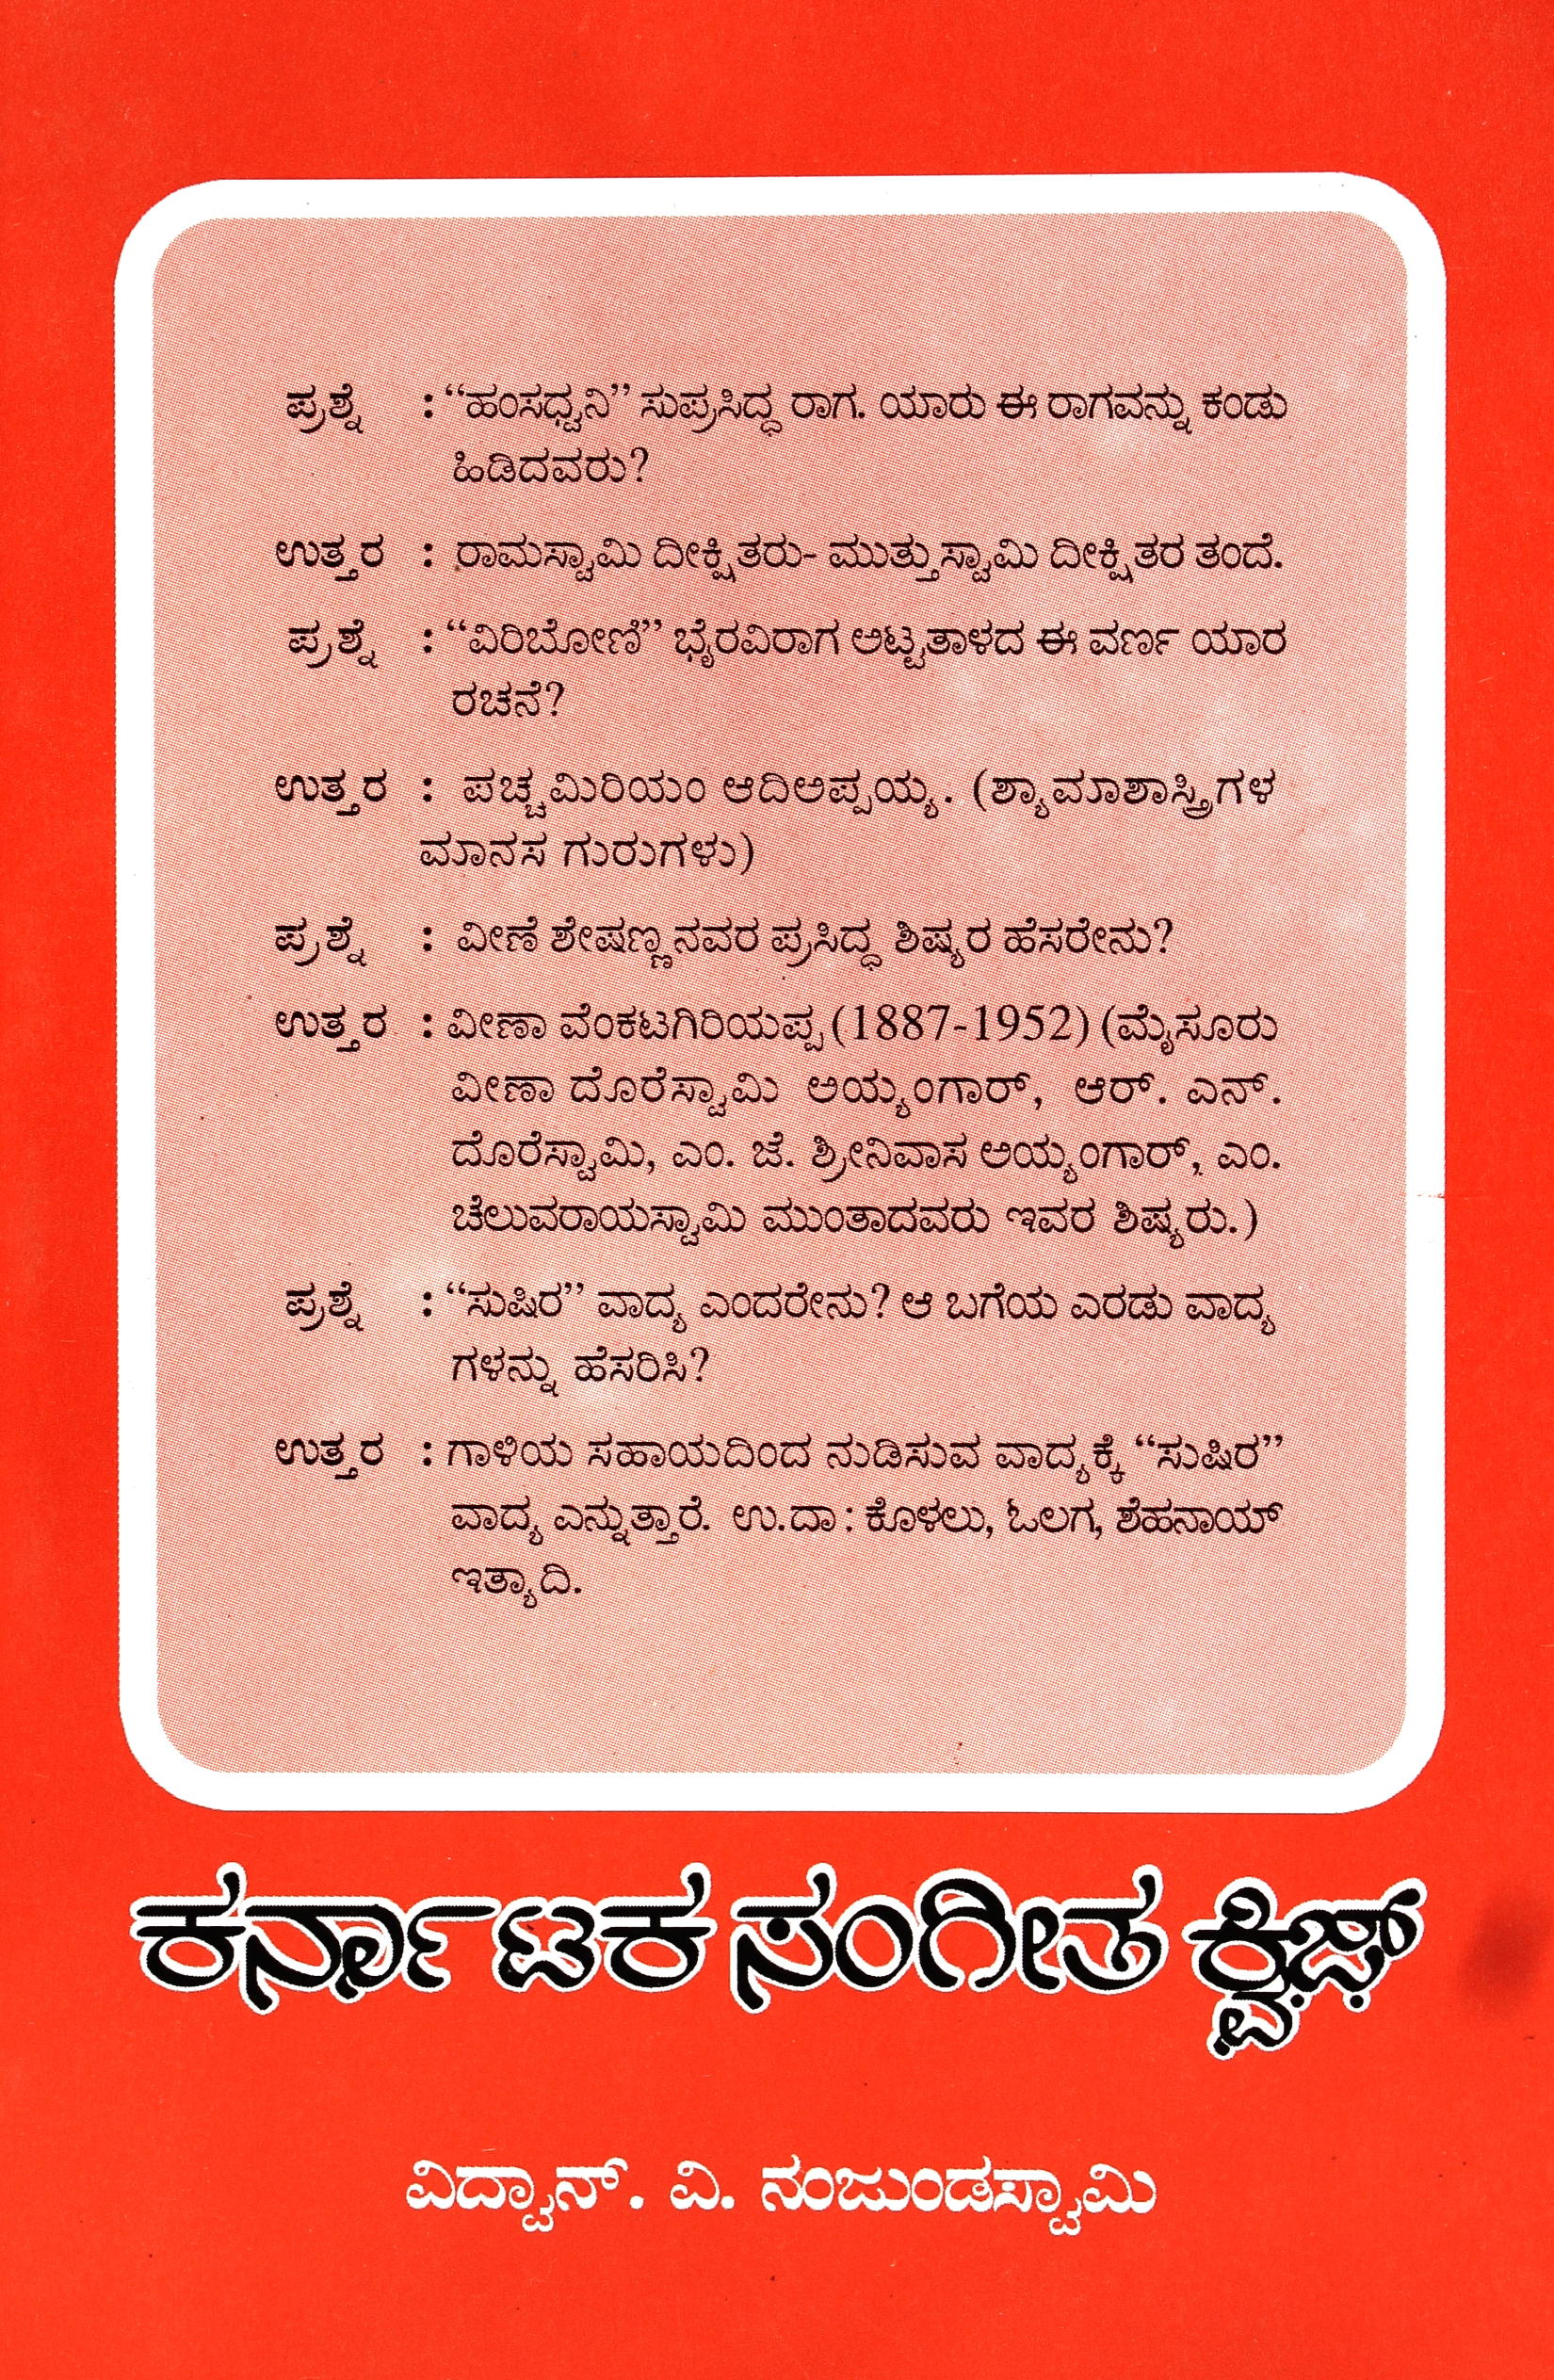 ಪ್ರಶ್ನೆ : “ಹಂಸಧ್ವನಿ” ಸುಪ್ರಸಿದ್ಧ ರಾಗ. ಯಾರು ಈ ರಾಗವನ್ನು ಕಂಡು
ಹಿಡಿದವರು?
ಉತ್ತರ : ರಾಮಸ್ವಾಮಿ ದೀಕ್ಷಿತರು- ಮುತ್ತುಸ್ವಾಮಿ ದೀಕ್ಷಿತರ ತಂದೆ.
ಪ್ರಶ್ನೆ : “ವಿರಿಬೋಣಿ” ಭೈರವಿರಾಗ ಅಟ್ಟತಾಳದ ಈ ವರ್ಣ ಯಾರ
ರಚನೆ?
ಉತ್ತರ : ಪಚ್ಚಮಿರಿಯಂ ಆದಿಅಪ್ಪಯ್ಯ. (ಶ್ಯಾಮಾಶಾಸ್ತ್ರಿಗಳ
ಮಾನಸ ಗುರುಗಳು)
ಪ್ರಶ್ನೆ : ವೀಣೆ ಶೇಷಣ್ಣನವರ ಪ್ರಸಿದ್ಧ ಶಿಷ್ಯರ ಹೆಸರೇನು?
ಉತ್ತರ : ವೀಣಾ ವೆಂಕಟಗಿರಿಯಪ್ಪ (1887-1952) (ಮೈಸೂರು
ವೀಣಾ ದೊರೆಸ್ವಾಮಿ ಅಯ್ಯಂಗಾರ್, ಆರ್. ಎನ್.
ದೊರೆಸ್ವಾಮಿ, ಎಂ. ಜೆ. ಶ್ರೀನಿವಾಸ ಅಯ್ಯಂಗಾರ್, ಎಂ.
ಚೆಲುವರಾಯಸ್ವಾಮಿ ಮುಂತಾದವರು ಇವರ ಶಿಷ್ಯರು.)
ಪ್ರಶ್ನೆ : “ಸುಷಿರ” ವಾದ್ಯ ಎಂದರೇನು? ಆ ಬಗೆಯ ಎರಡು ವಾದ್ಯ
ಗಳನ್ನು ಹೆಸರಿಸಿ?
ಉತ್ತರ : ಗಾಳಿಯ ಸಹಾಯದಿಂದ ನುಡಿಸುವ ವಾದ್ಯಕ್ಕೆ “ಸುಷಿರ”
ವಾದ್ಯ ಎನ್ನುತ್ತಾರೆ. ಉ.ದಾ : ಕೊಳಲು, ಓಲಗ, ಶೆಹನಾಯ್
ಇತ್ಯಾದಿ.
ಕರ್ನಾಟಕ ಸಂಗೀತ ಕ್ವಿಜ಼್
ವಿದ್ವಾನ್. ವಿ. ನಂಜುಂಡಸ್ವಾಮಿ